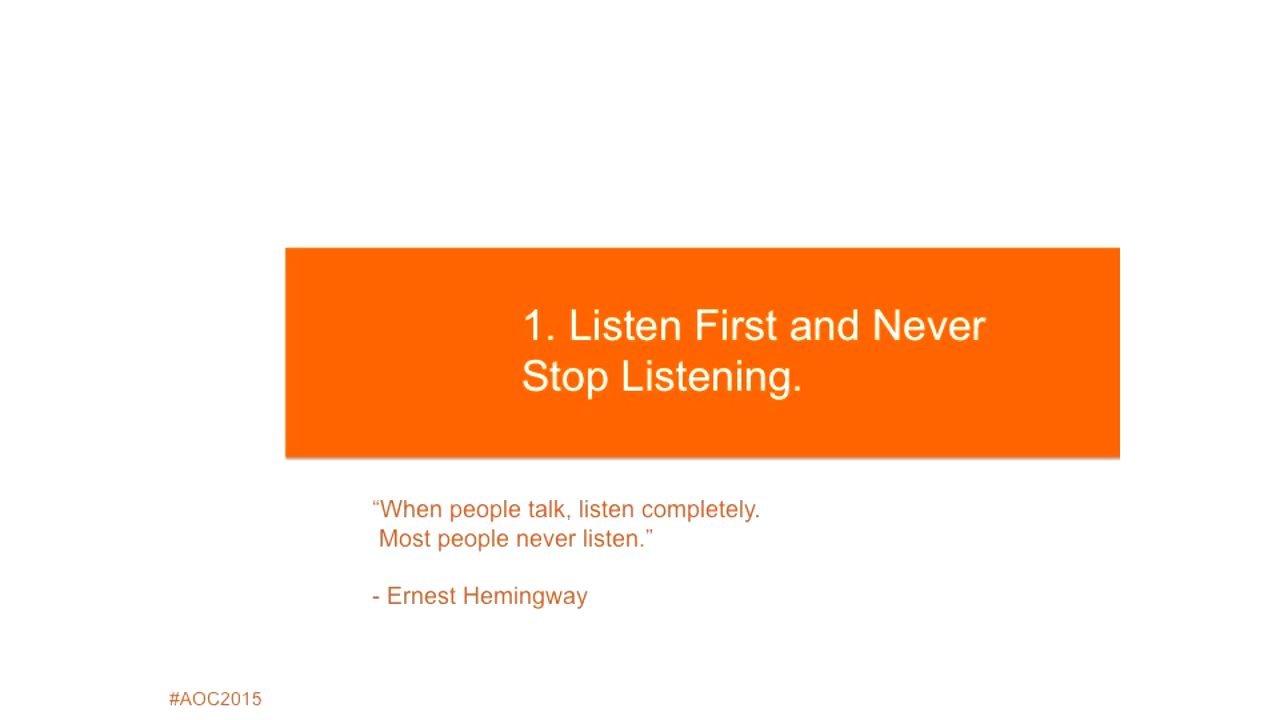 1. Listen First and Never
Stop Listening.
“When people talk, listen completely.
Most people never listen.”
- Ernest Hemingway
#AOC2015